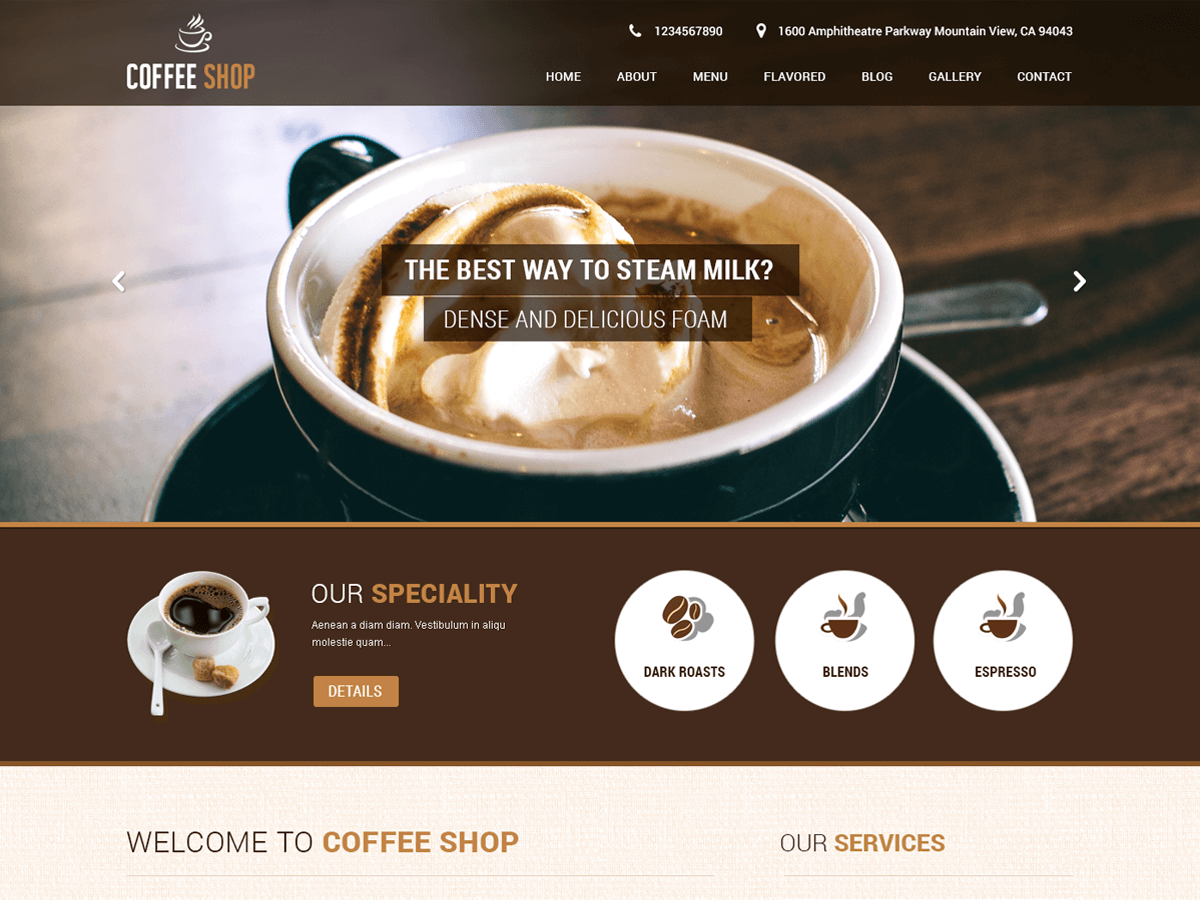 1234567890
1600 Amphitheatre Parkway Mountain View, CA 94043
COFFEE SHOP
HOME
ABOUT
MENU
FLAVORED
BLOG
GALLERY
CONTACT
THE BEST WAY TO STEAM MILK?
DENSE AND DELICIOUS FOAM
OUR SPECIALITY
Aenean a diam diam. Vestibulum in aliqu
molestie quam...
DETAILS
DARK ROASTS
BLENDS
ESPRESSO
WELCOME TO COFFEE SHOP
OUR SERVICES